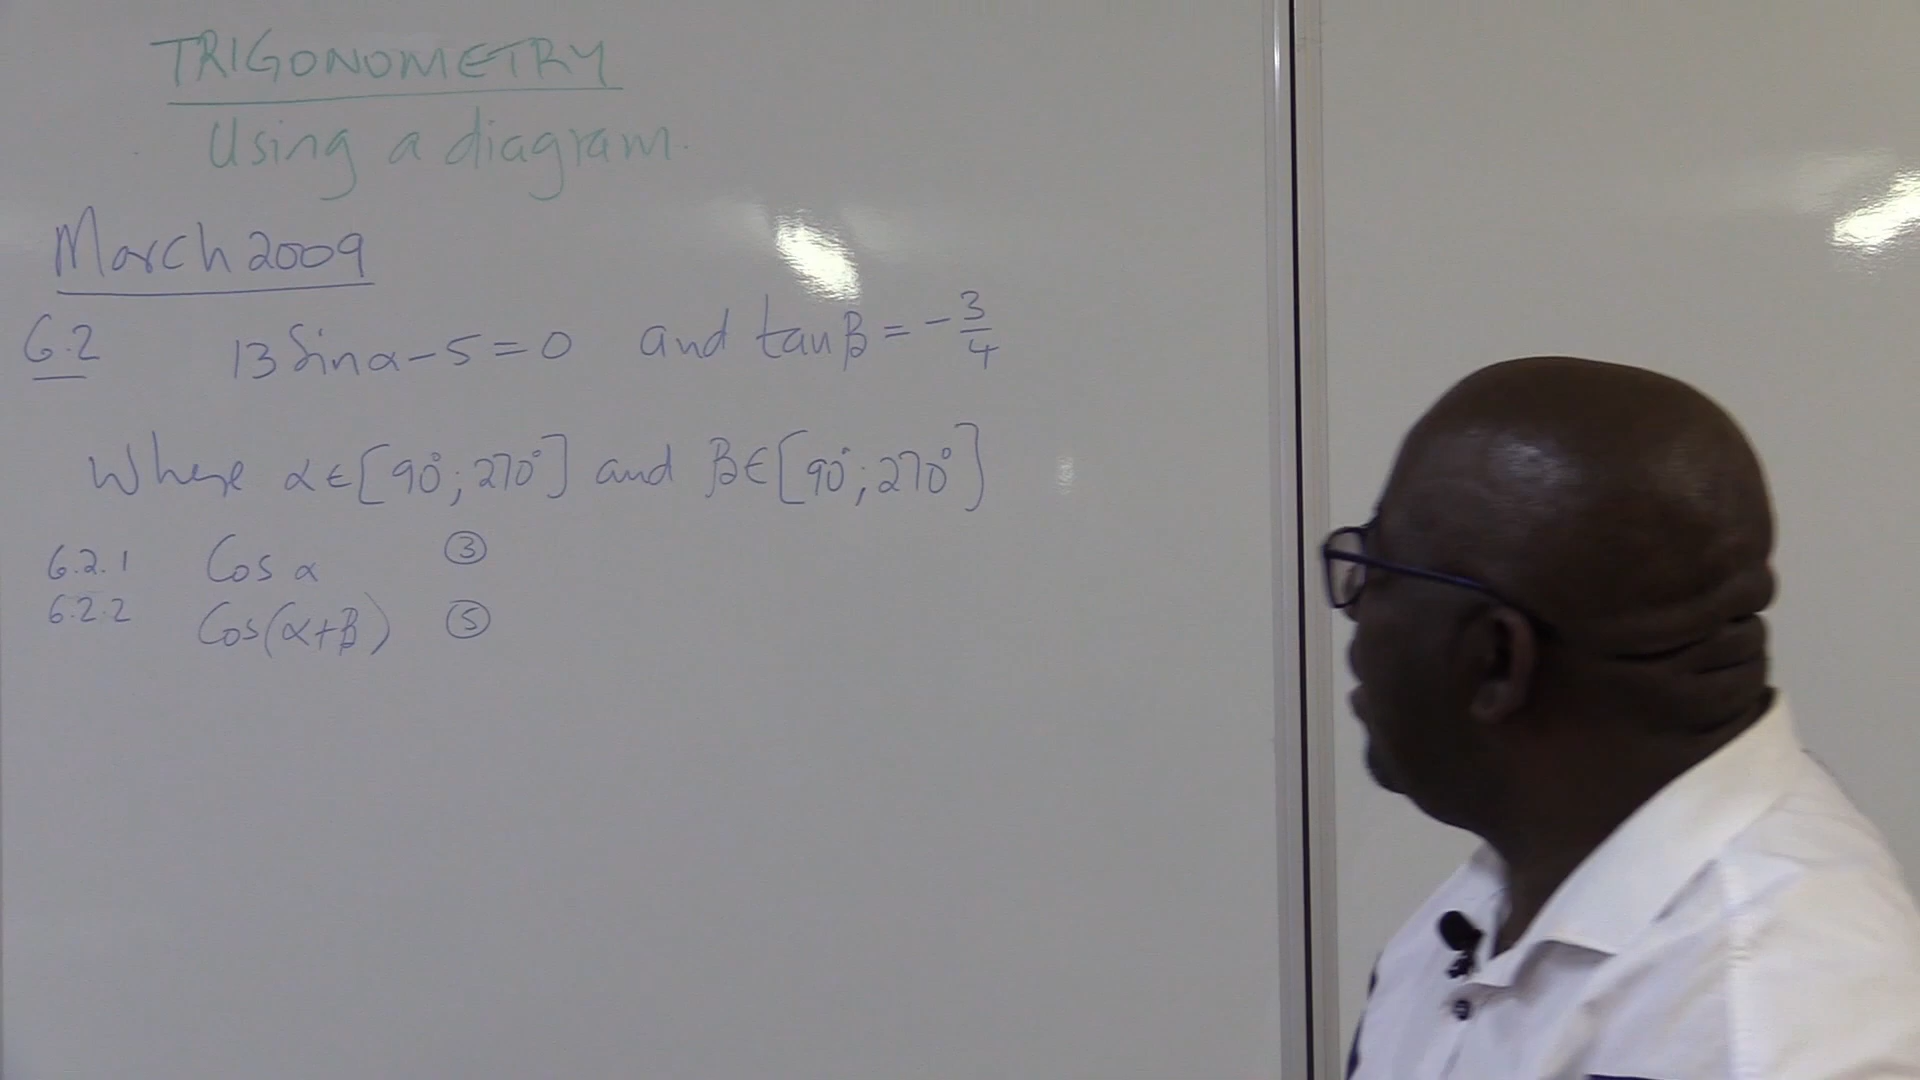 TRIGONOMETRY
Using a diagram.
March 2009
6.2 13 Sin α - 5 = 0 and tan β = - 3/4
Where α ∈ [90°; 270°] and β ∈ [90°; 270°]
6.2.1 Cos α ③
6.2.2 Cos(α+β) ⑤